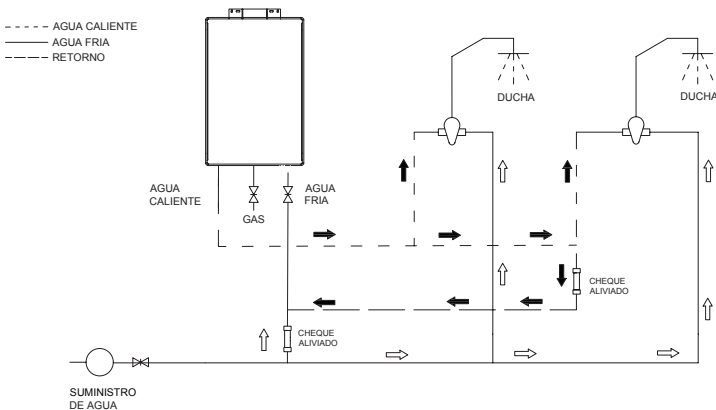 AGUA CALIENTE
AGUA FRIA
RETORNO
DUCHA
DUCHA
AGUA
CALIENTE
GAS
AGUA
FRIA
CHEQUE
ALIVIADO
CHEQUE
ALIVIADO
SUMINISTRO
DE AGUA